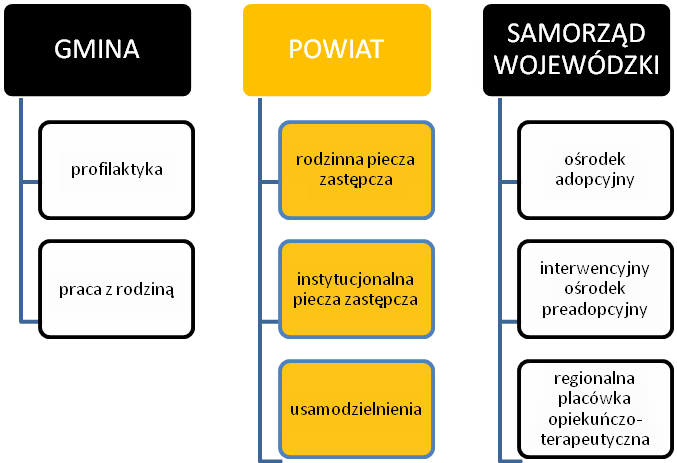 GMINA
profilaktyka
praca z rodziną
POWIAT
rodzinna piecza
zastępcza
instytucjonalna
piecza zastępcza
usamodzielnienia
SAMORZĄD
WOJEWÓDZKI
ośrodek
adopcyjny
interwencyjny
ośrodek
preadopcyjny
regionalna
placówka
opiekuńczo-
terapeutyczna